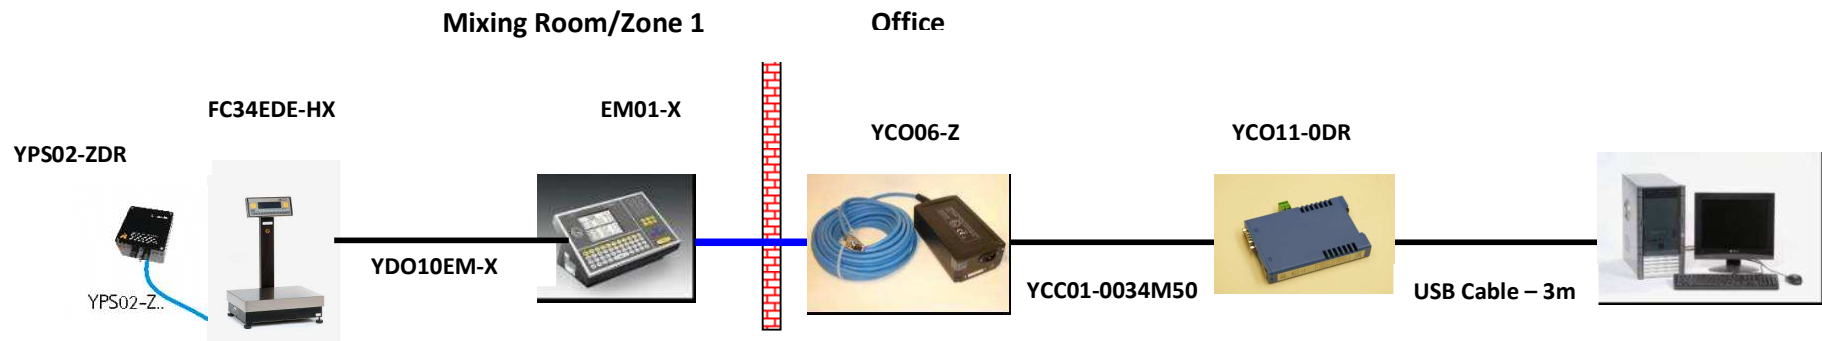 Mixing Room/Zone 1
Office
FC34EDE-HX
EM01-X
YCO06-Z
YCO11-0DR
YPS02-ZDR
YDO10EM-X
YPS02-Z..
YCC01-0034M50
USB Cable – 3m